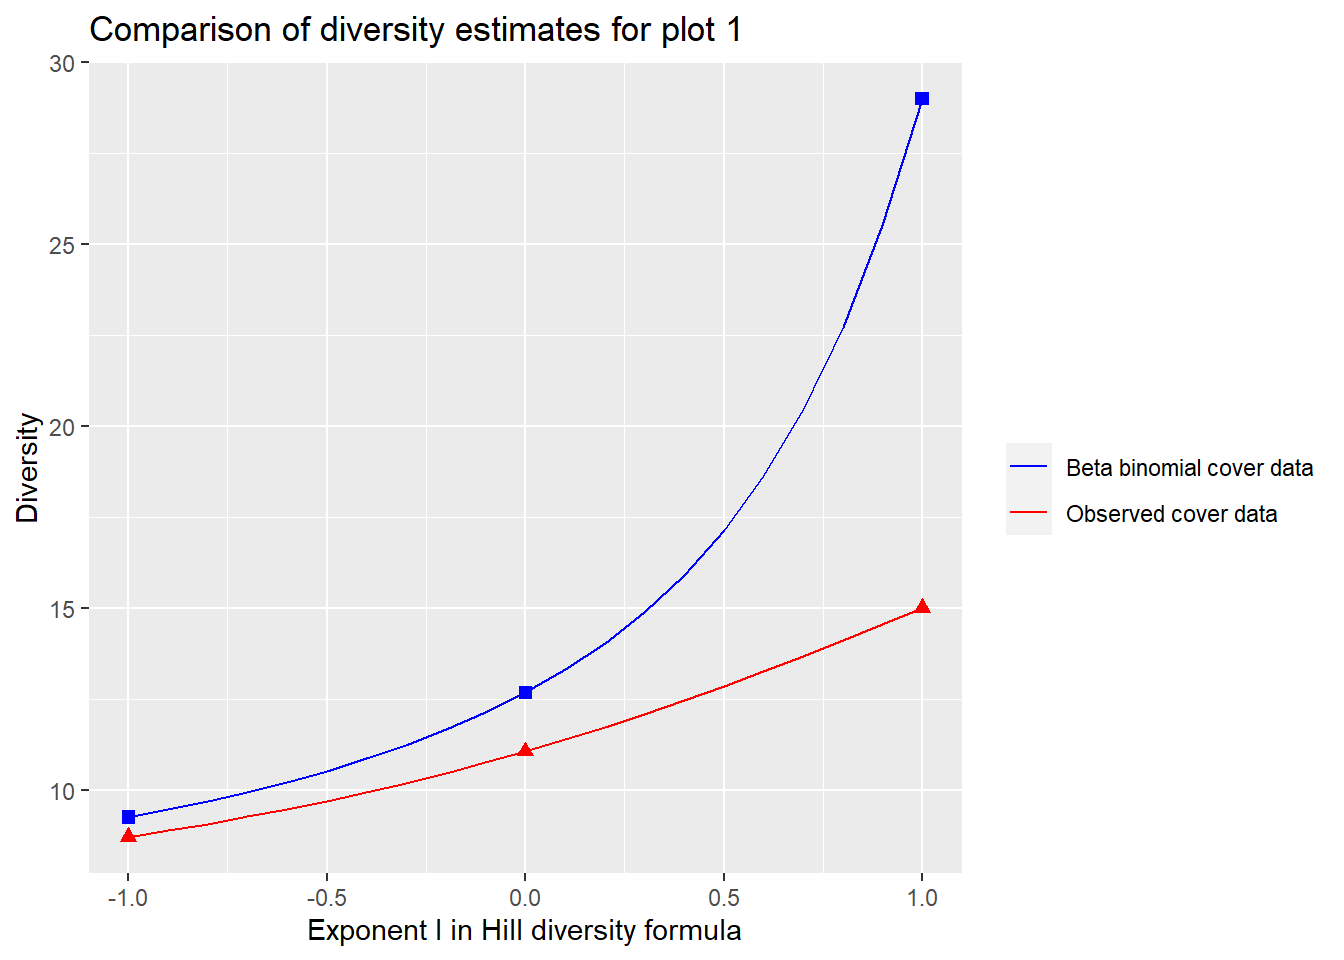 Comparison of diversity estimates for plot 1
30
25
20
15
10
Diversity
-1.0 -0.5 0.0 0.5 1.0
Exponent l in Hill diversity formula
Beta binomial cover data
Observed cover data